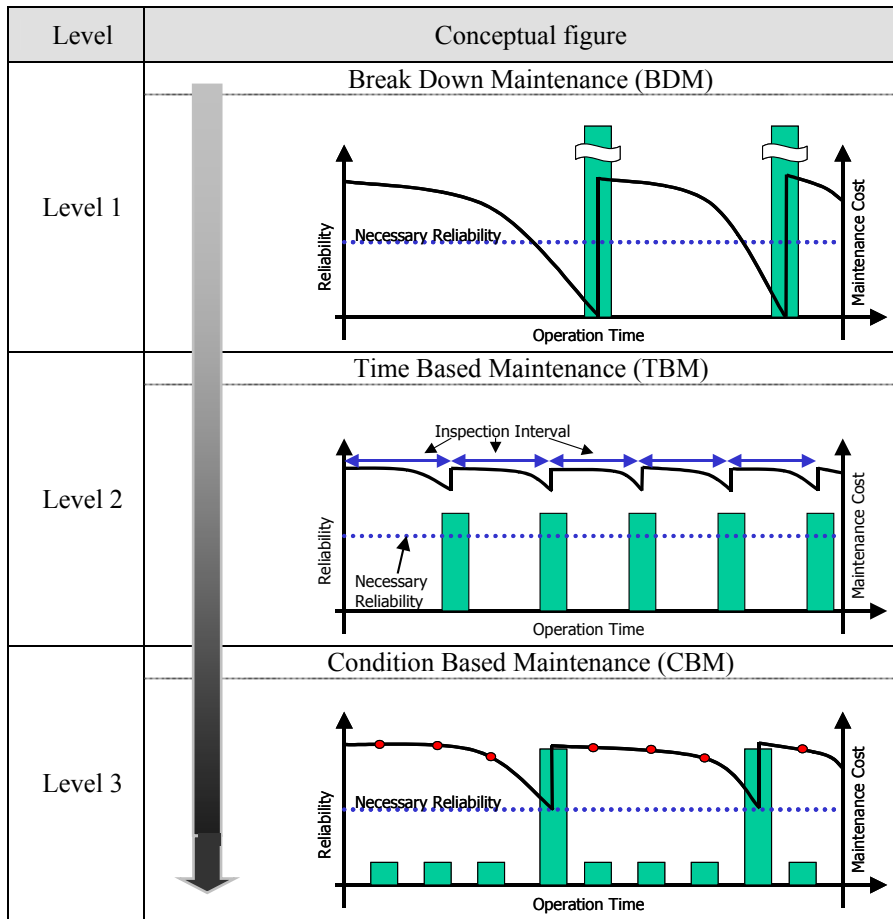 Level
Conceptual figure
Level 1
Break Down Maintenance (BDM)
Reliability
Necessary Reliability
Operation Time
Maintenance Cost
Level 2
Time Based Maintenance (TBM)
Inspection Interval
Reliability
Necessary
Reliability
Operation Time
Maintenance Cost
Level 3
Condition Based Maintenance (CBM)
Reliability
Necessary Reliability
Operation Time
Maintenance Cost